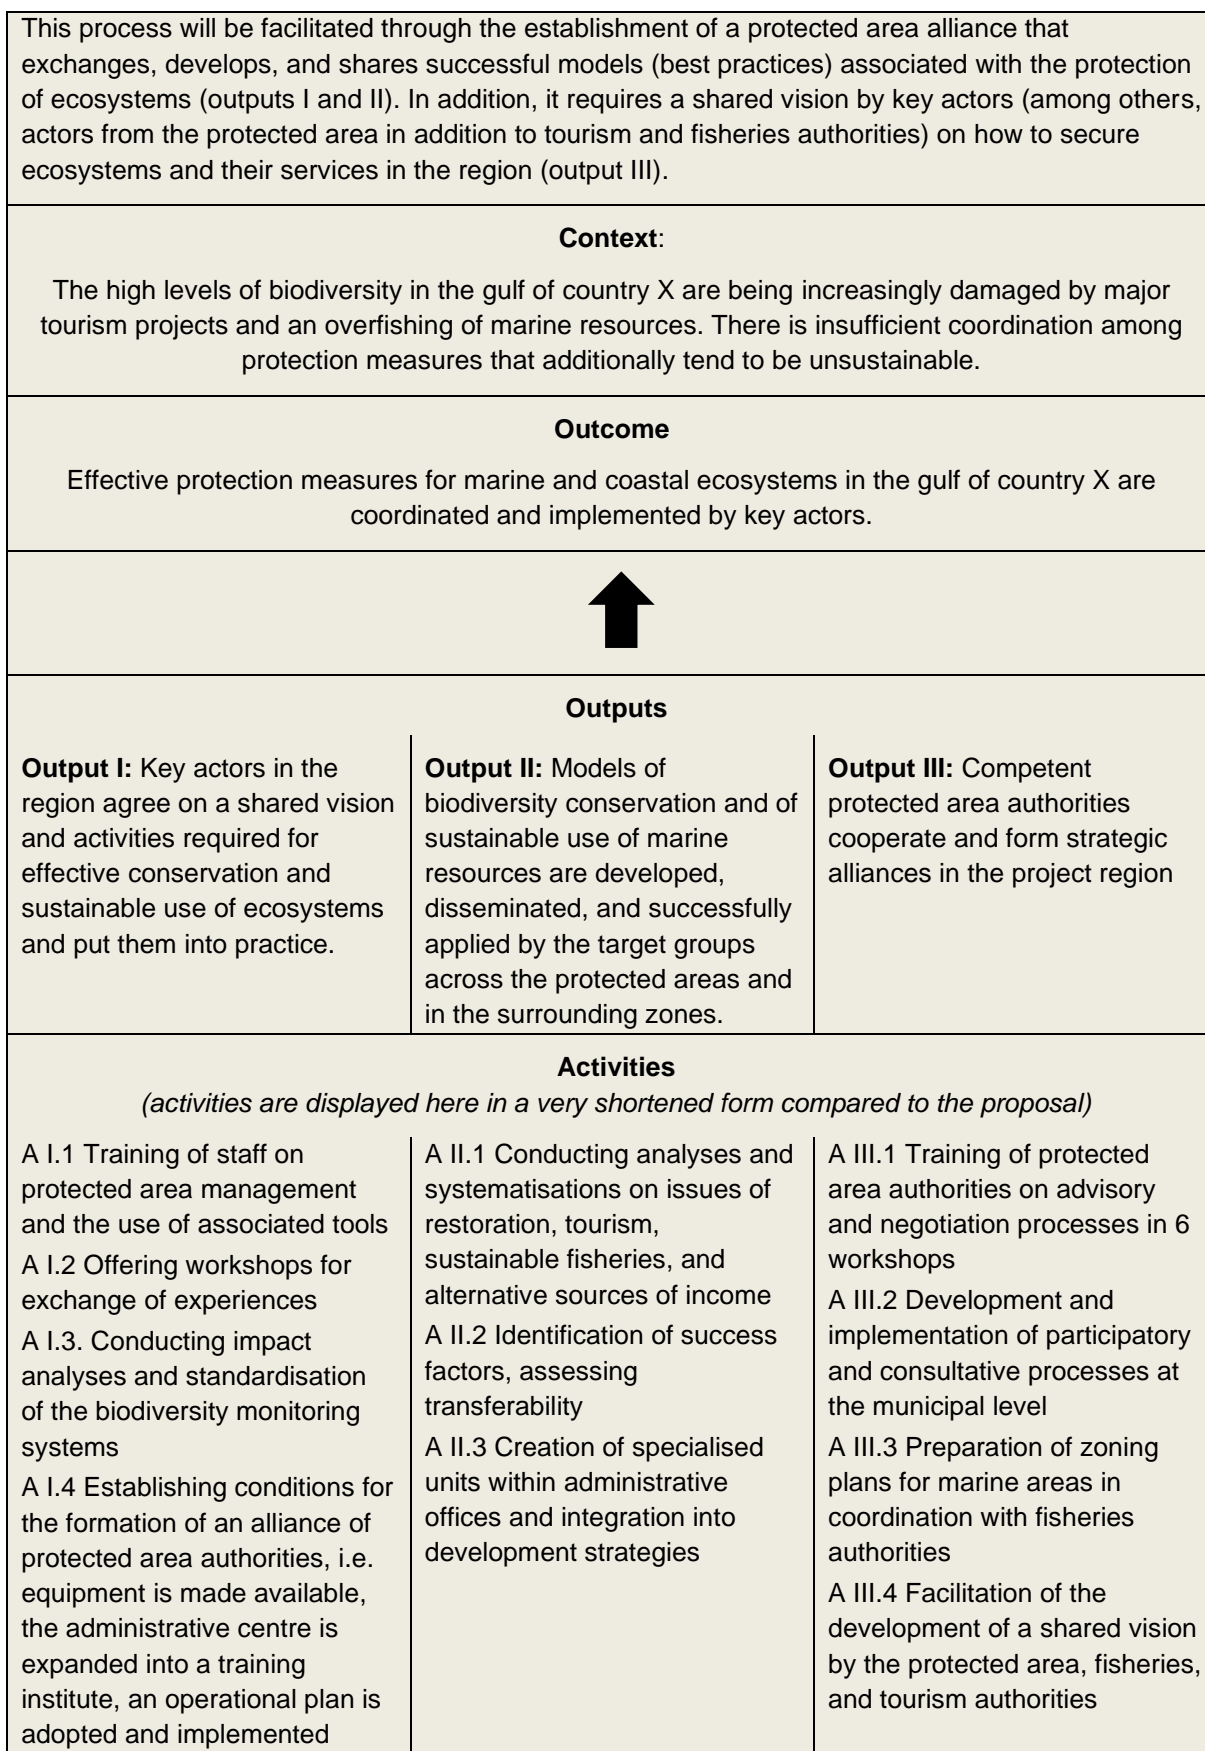 This process will be facilitated through the establishment of a protected area alliance that
exchanges, develops, and shares successful models (best practices) associated with the protection
of ecosystems (outputs I and II). In addition, it requires a shared vision by key actors (among others,
actors from the protected area in addition to tourism and fisheries authorities) on how to secure
ecosystems and their services in the region (output III).
Context:
The high levels of biodiversity in the gulf of country X are being increasingly damaged by major
tourism projects and an overfishing of marine resources. There is insufficient coordination among
protection measures that additionally tend to be unsustainable.
Outcome
Effective protection measures for marine and coastal ecosystems in the gulf of country X are
coordinated and implemented by key actors.
Outputs
Output I: Key actors in the
region agree on a shared vision
and activities required for
effective conservation and
sustainable use of ecosystems
and put them into practice.
Output II: Models of
biodiversity conservation and of
sustainable use of marine
resources are developed,
disseminated, and successfully
applied by the target groups
across the protected areas and
in the surrounding zones.
Output III: Competent
protected area authorities
cooperate and form strategic
alliances in the project region
Activities
(activities are displayed here in a very shortened form compared to the proposal)
A I.1 Training of staff on
protected area management
and the use of associated tools
A I.2 Offering workshops for
exchange of experiences
A I.3. Conducting impact
analyses and standardisation
of the biodiversity monitoring
systems
A I.4 Establishing conditions for
the formation of an alliance of
protected area authorities, i.e.
equipment is made available,
the administrative centre is
expanded into a training
institute, an operational plan is
adopted and implemented
A II.1 Conducting analyses and
systematisations on issues of
restoration, tourism,
sustainable fisheries, and
alternative sources of income
A II.2 Identification of success
factors, assessing
transferability
A II.3 Creation of specialised
units within administrative
offices and integration into
development strategies
A III.1 Training of protected
area authorities on advisory
and negotiation processes in 6
workshops
A III.2 Development and
implementation of participatory
and consultative processes at
the municipal level
A III.3 Preparation of zoning
plans for marine areas in
coordination with fisheries
authorities
A III.4 Facilitation of the
development of a shared vision
by the protected area, fisheries,
and tourism authorities